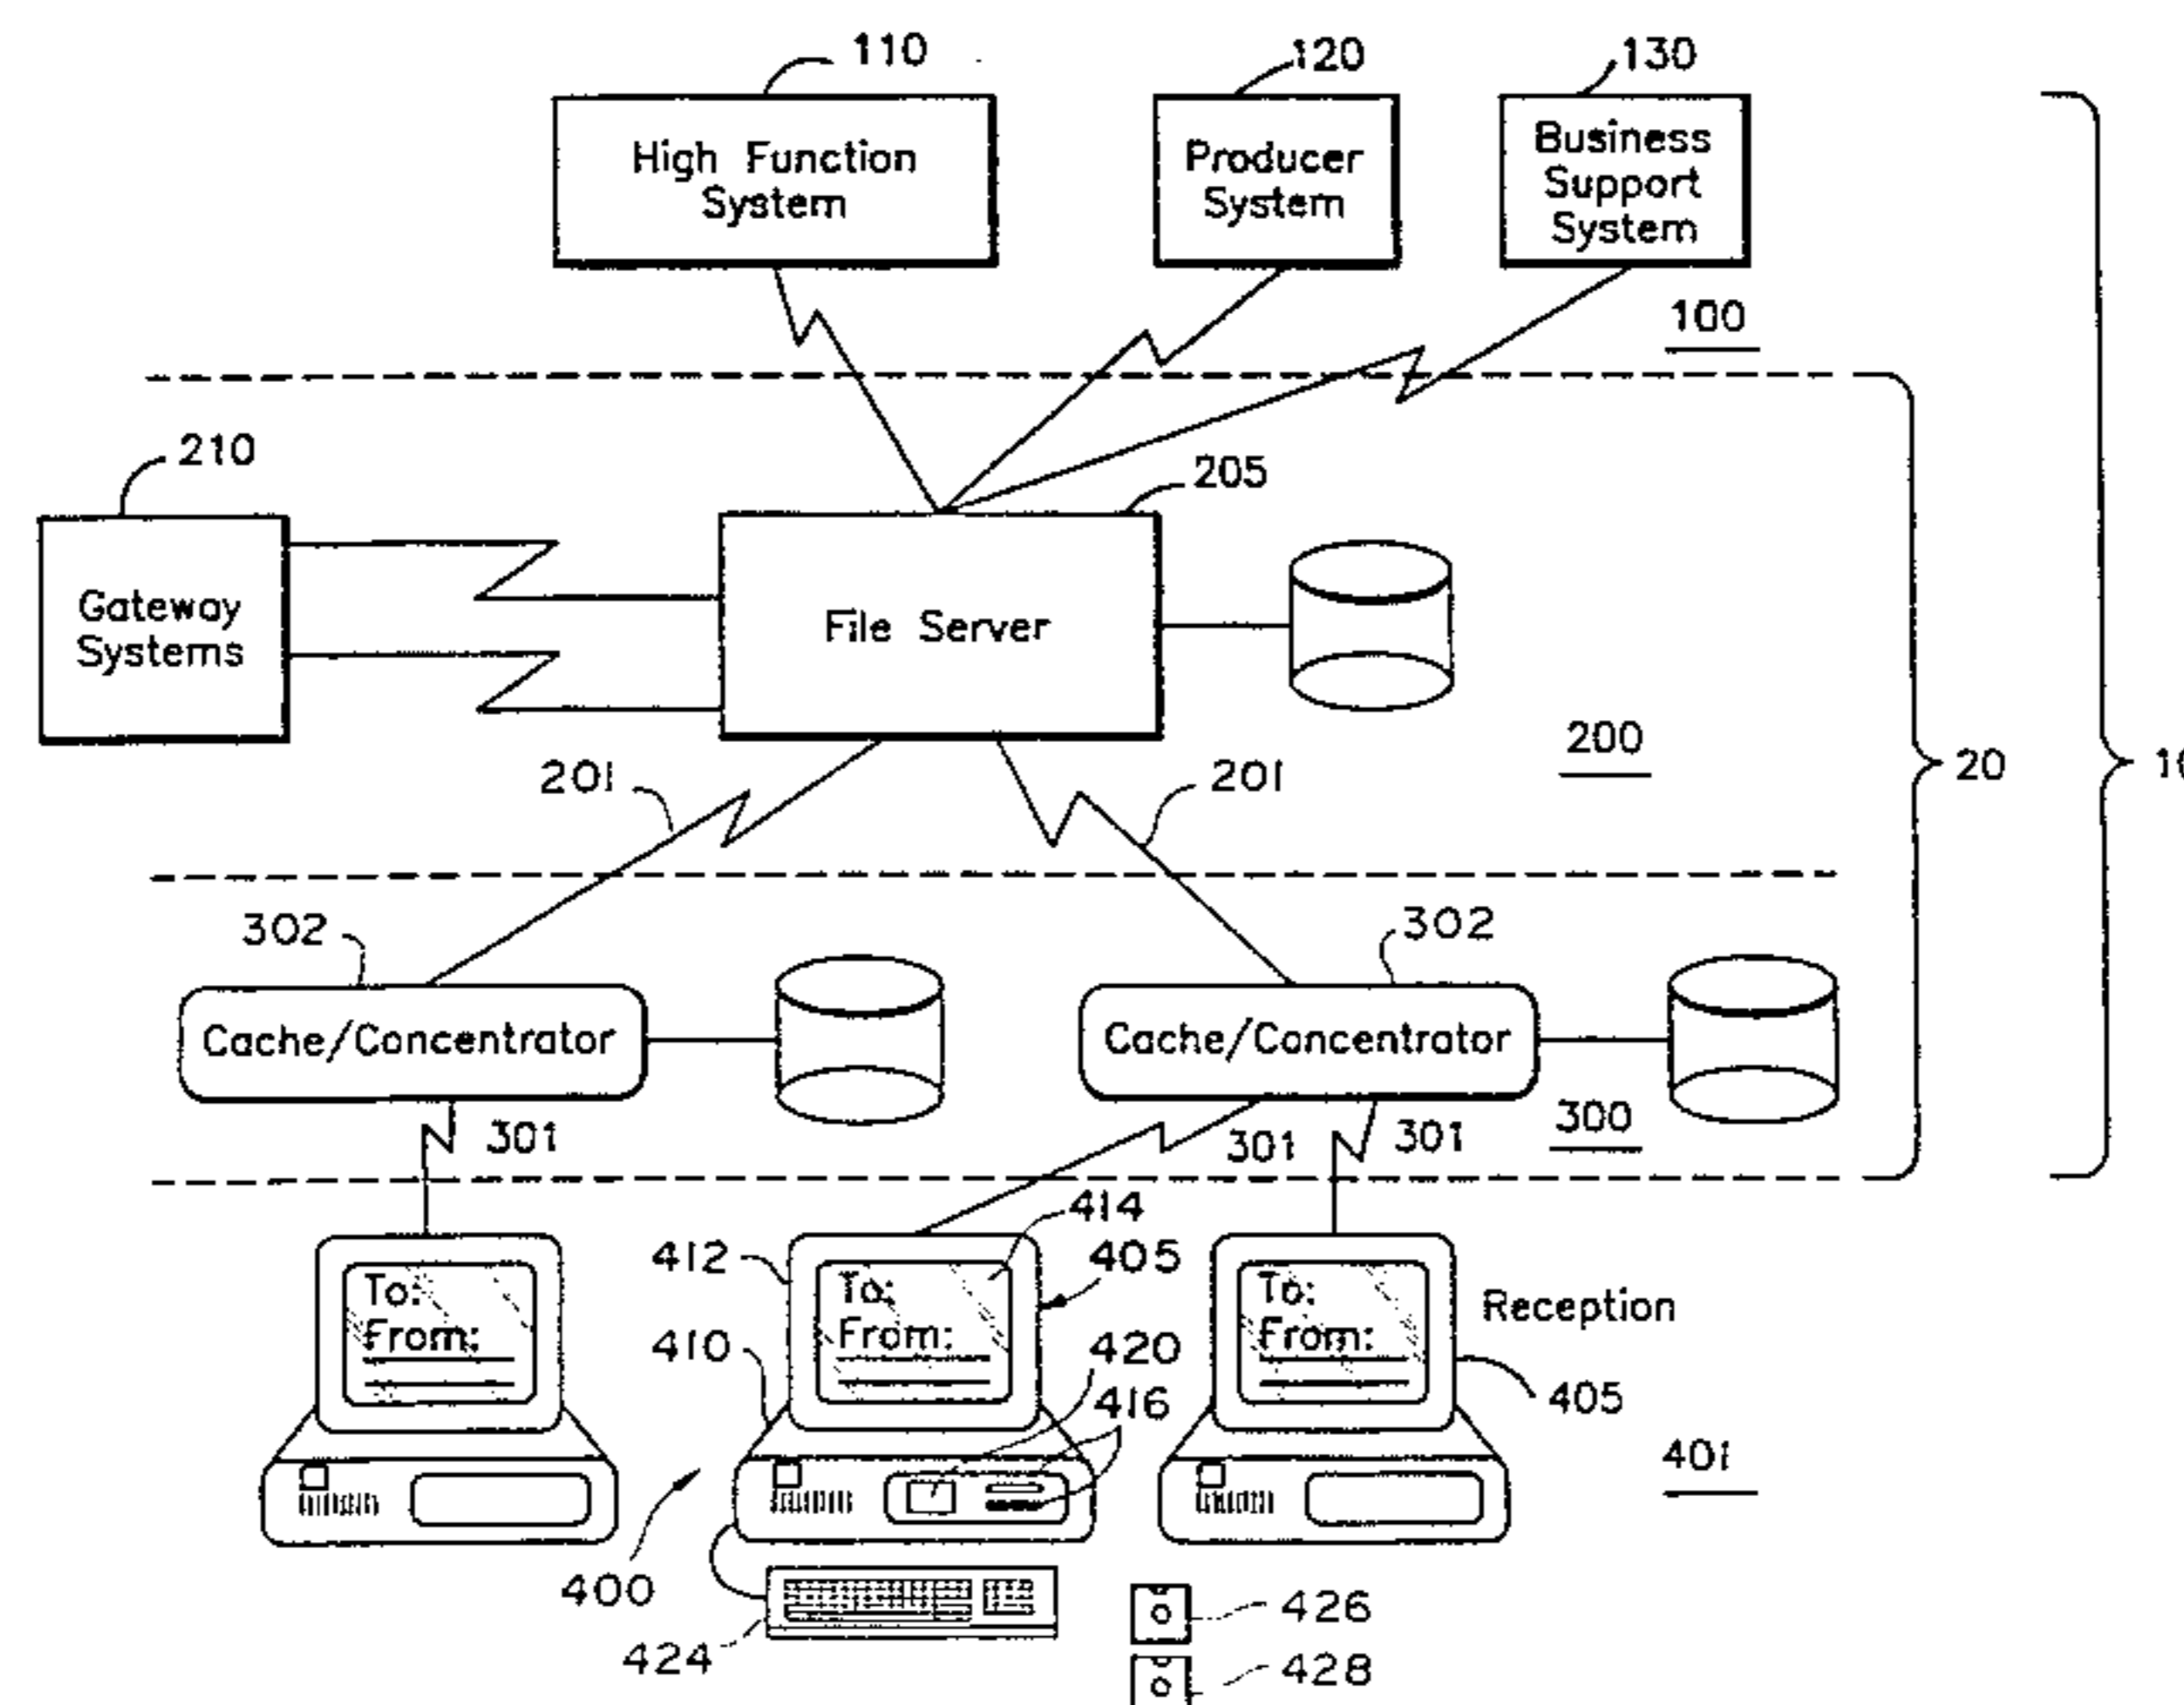 110
120
130
High Function
System
Producer
System
Business
Support
System
100
210
205
Gateway
Systems
File Server
200
20
201
201
302
302
Cache/Concentrator
Cache/Concentrator
301
301
301
300
414
412
405
To:
From:
To:
From:
To:
From:
Reception
410
420
416
405
401
400
424
426
428